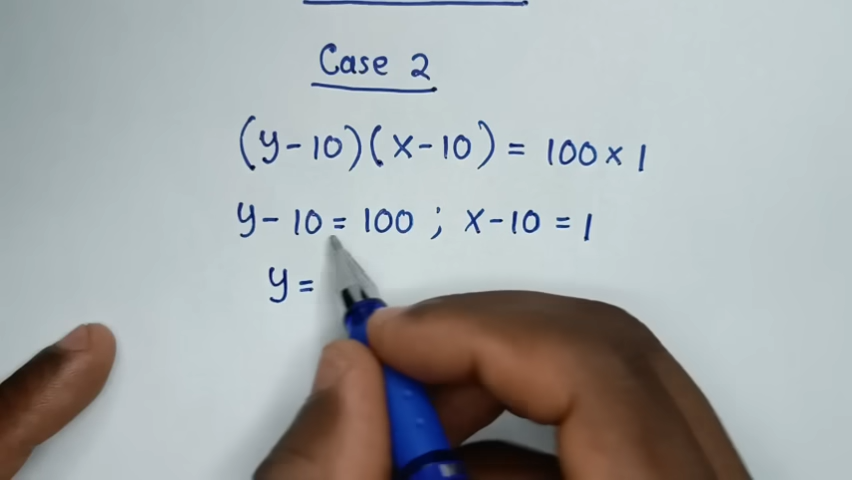 Case 2
(y-10)(x-10) = 100 × 1
y-10 = 100 ; x-10 = 1
y =